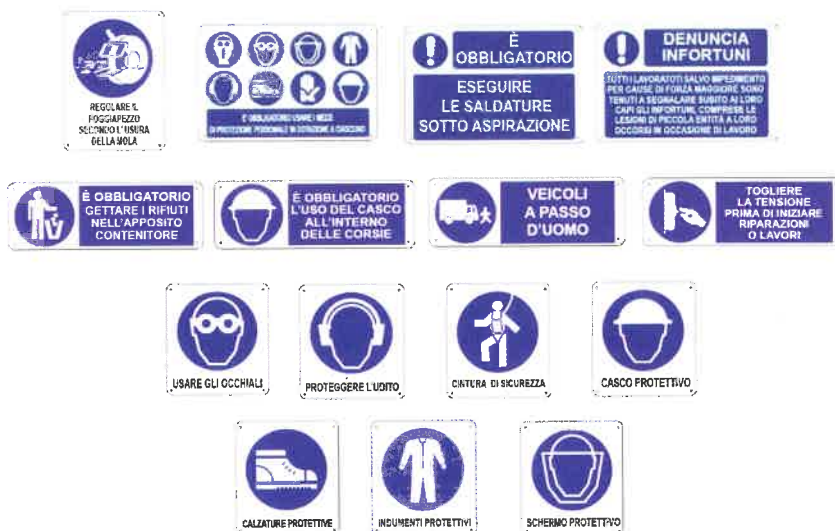 REGOLARE IL
POGGIAPEZZO
SECONDO L'USURA
DELLA MOLA
È OBBLIGATORIO USARE I MEZZI
DI PROTEZIONE PERSONALE IN DOTAZIONE A CIASCUNO
È
OBBLIGATORIO
ESEGUIRE
LE SALDATURE
SOTTO ASPIRAZIONE
DENUNCIA
INFORTUNI
TUTTI I LAVORATOTI SALVO IMPEDIMENTO
PER CAUSE DI FORZA MAGGIORE SONO
TENUTI A SEGNALARE SUBITO AI LORO
CAPI GLI INFORTUNI, COMPRESE LE
LESIONI DI PICCOLA ENTITÀ A LORO
OCCORSI IN OCCASIONE DI LAVORO
È OBBLIGATORIO
GETTARE I RIFIUTI
NELL'APPOSITO
CONTENITORE
È OBBLIGATORIO
L'USO DEL CASCO
ALL'INTERNO
DELLE CORSIE
VEICOLI
A PASSO
D'UOMO
TOGLIERE
LA TENSIONE
PRIMA DI INIZIARE
RIPARAZIONI
O LAVORI
USARE GLI OCCHIALI
PROTEGGERE L'UDITO
CINTURA DI SICUREZZA
CASCO PROTETTIVO
CALZATURE PROTETTIVE
INDUMENTI PROTETTIVI
SCHERMO PROTETTIVO